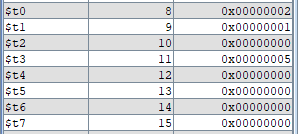 $t0 8 0x00000002
$t1 9 0x00000001
$t2 10 0x00000000
$t3 11 0x00000005
$t4 12 0x00000000
$t5 13 0x00000000
$t6 14 0x00000000
$t7 15 0x00000000